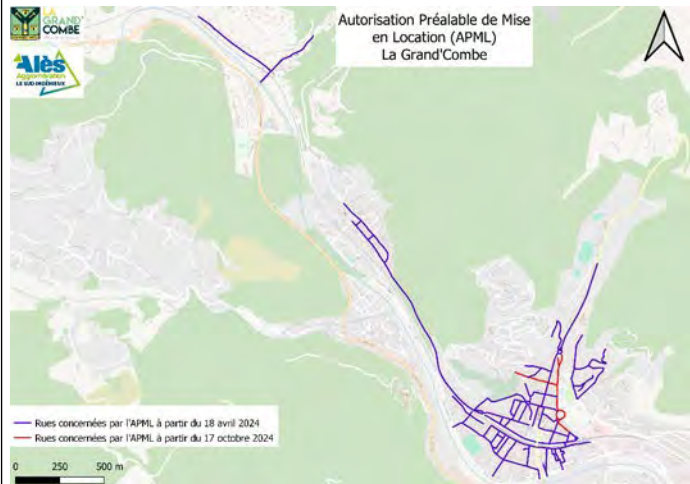 LA
GRAND'
COMBE
Alès
Agglomération
LE SUD INGÉNIEUX
Autorisation Préalable de Mise
en Location (APML)
La Grand'Combe
Rues concernées par l'APML à partir du 18 avril 2024
Rues concernées par l'APML à partir du 17 octobre 2024
0 250 500 m